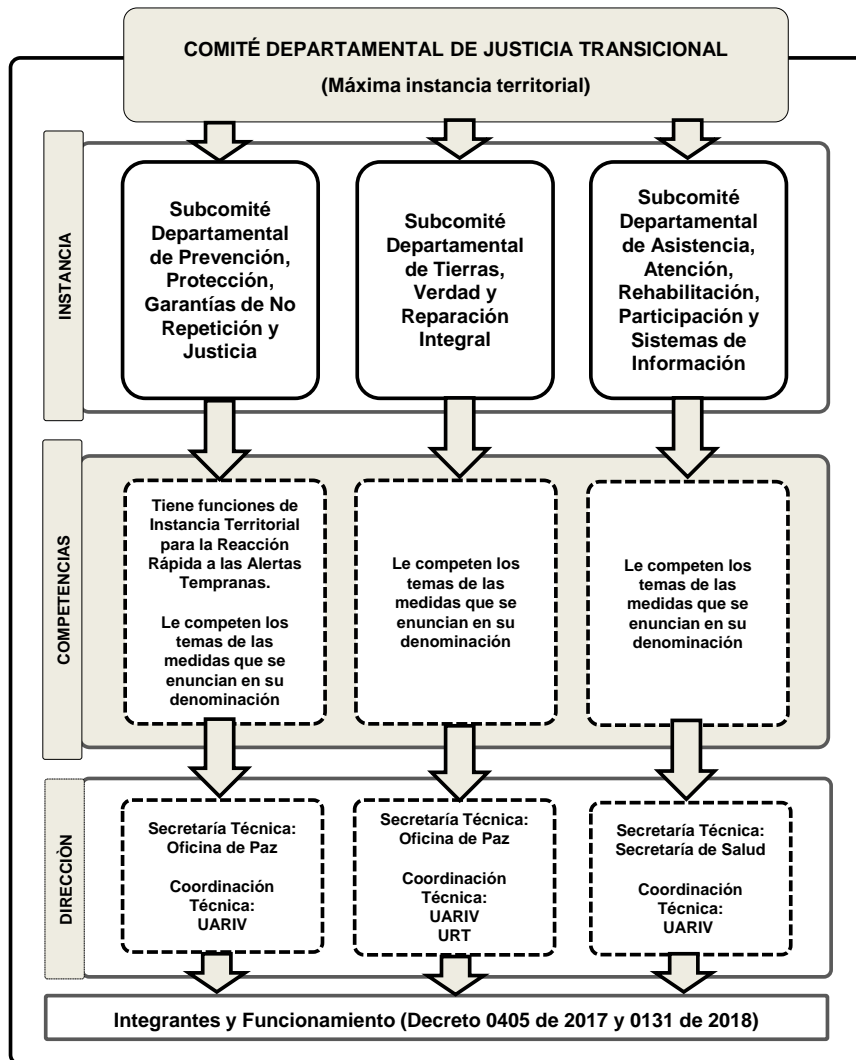 COMITÉ DEPARTAMENTAL DE JUSTICIA TRANSICIONAL
(Máxima instancia territorial)
INSTANCIA
Subcomité
Departamental
de Prevención,
Protección,
Garantías de No
Repetición y
Justicia
Subcomité
Departamental
de Tierras,
Verdad y
Reparación
Integral
Subcomité
Departamental
de Asistencia,
Atención,
Rehabilitación,
Participación y
Sistemas de
Información
COMPETENCIAS
Tiene funciones de
Instancia Territorial
para la Reacción
Rápida a las Alertas
Tempranas.
Le competen los
temas de las
medidas que se
enuncian en su
denominación
Le competen los
temas de las
medidas que se
enuncian en su
denominación
Le competen los
temas de las
medidas que se
enuncian en su
denominación
DIRECCIÒN
Secretaría Técnica:
Oficina de Paz
Coordinación
Técnica:
UARIV
Secretaría Técnica:
Oficina de Paz
Coordinación
Técnica:
UARIV
URT
Secretaría Técnica:
Secretaría de Salud
Coordinación
Técnica:
UARIV
Integrantes y Funcionamiento (Decreto 0405 de 2017 y 0131 de 2018)